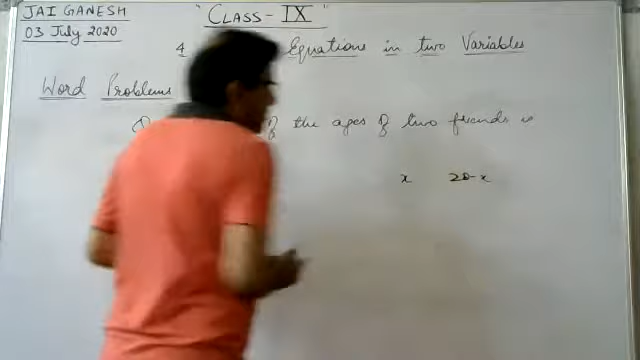 JAI GANESH
03 July 2020
" CLASS - IX "
4 Equations in two Variables
Word Problems
of the ages of two friends is
x 20-x